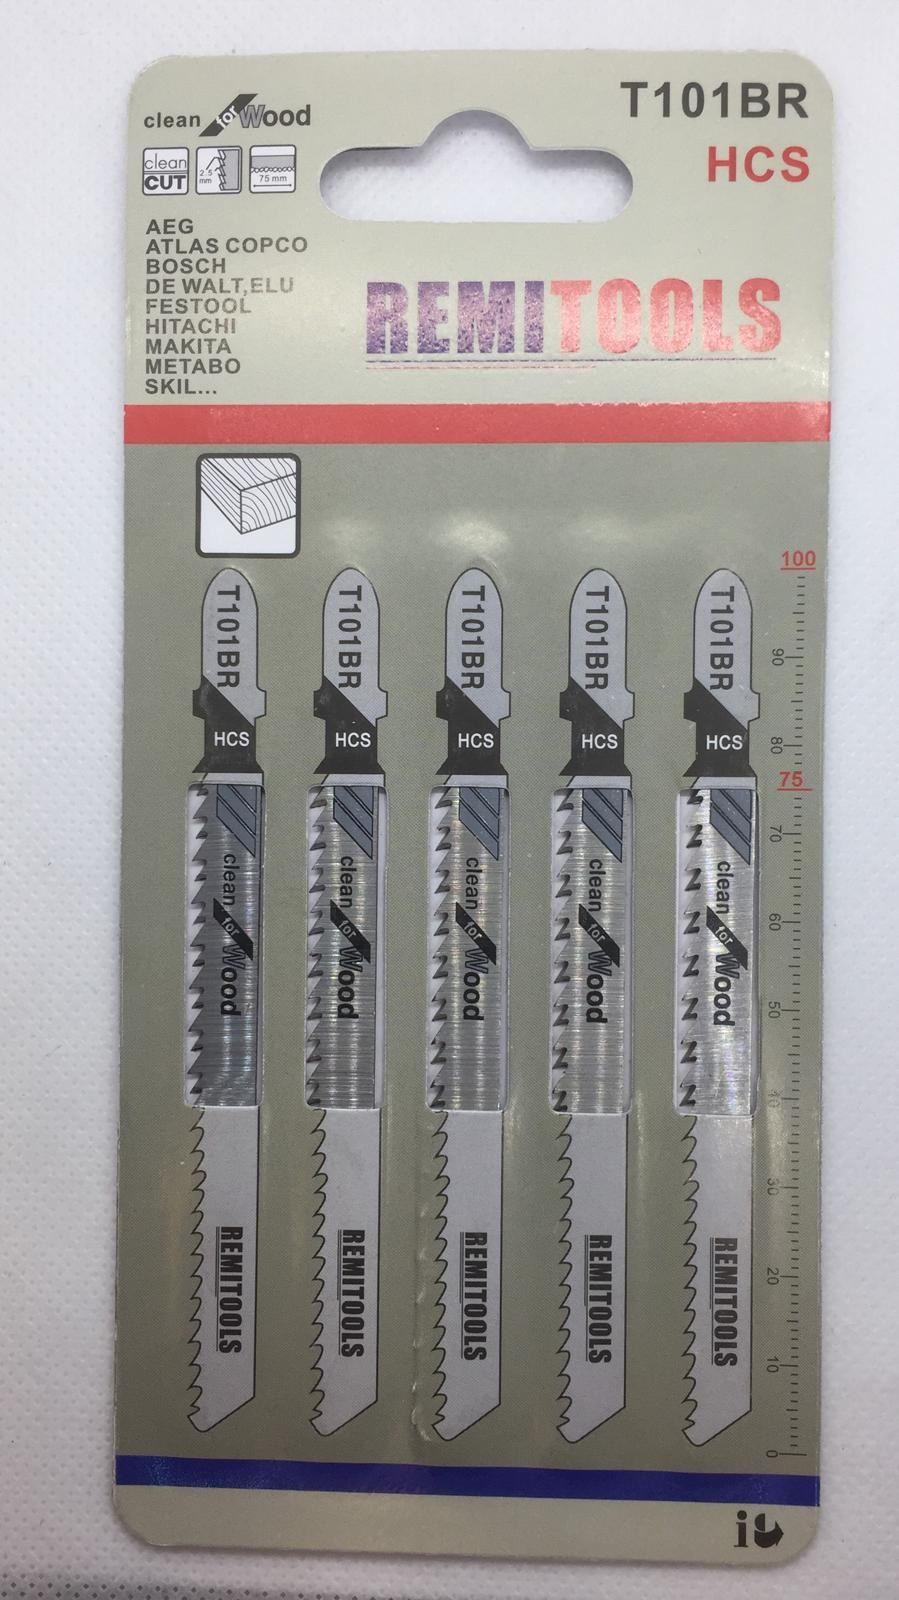 clean for Wood
T101BR
HCS
clean
CUT
2.5
mm
75 mm
AEG
ATLAS COPCO
BOSCH
DE WALT,ELU
FESTOOL
HITACHI
MAKITA
METABO
SKIL...
REMITOOLS
T101BR
T101BR
T101BR
T101BR
T101BR
HCS
HCS
HCS
HCS
HCS
clean for Wood
clean for Wood
clean for Wood
clean for Wood
clean for Wood
REMITOOLS
REMITOOLS
REMITOOLS
REMITOOLS
REMITOOLS
100
90
80
75
70
60
50
40
30
20
10
0